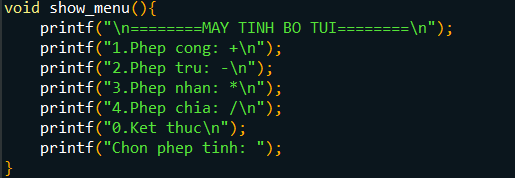 void show_menu(){
    printf("\n========MAY TINH BO TUI========\n");
    printf("1.Phep cong: +\n");
    printf("2.Phep tru: -\n");
    printf("3.Phep nhan: *\n");
    printf("4.Phep chia: /\n");
    printf("0.Ket thuc\n");
    printf("Chon phep tinh: ");
}